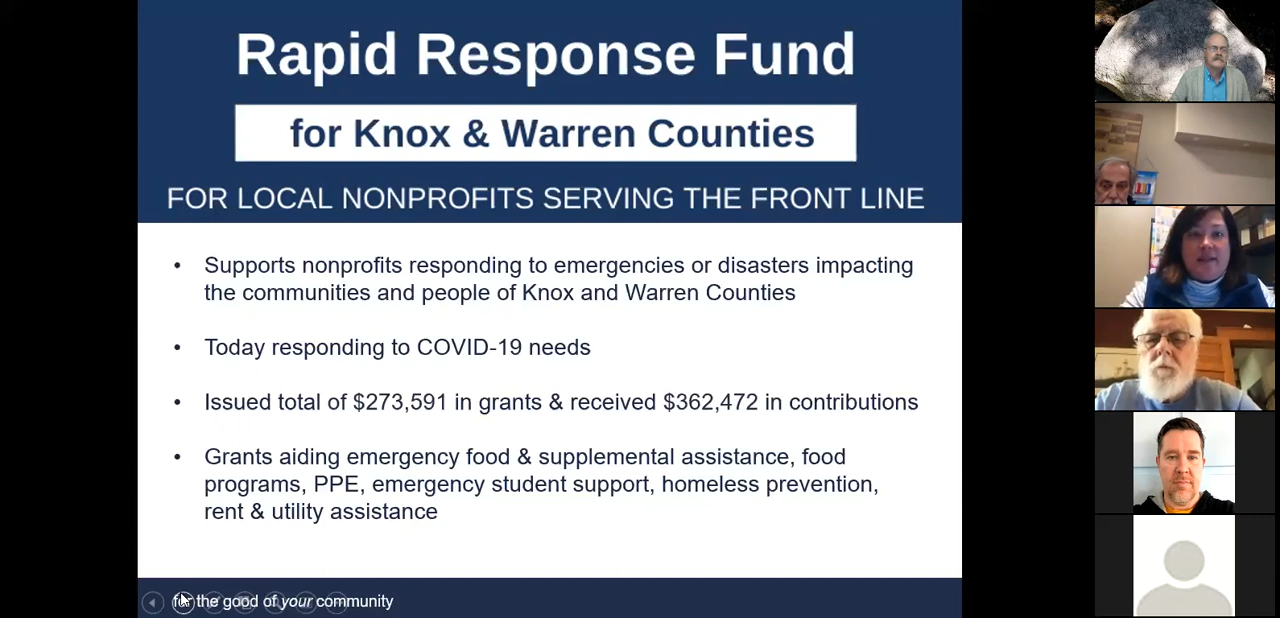 Rapid Response Fund
for Knox & Warren Counties
FOR LOCAL NONPROFITS SERVING THE FRONT LINE
• Supports nonprofits responding to emergencies or disasters impacting
the communities and people of Knox and Warren Counties
• Today responding to COVID-19 needs
• Issued total of $273,591 in grants & received $362,472 in contributions
• Grants aiding emergency food & supplemental assistance, food
programs, PPE, emergency student support, homeless prevention,
rent & utility assistance
for the good of your community